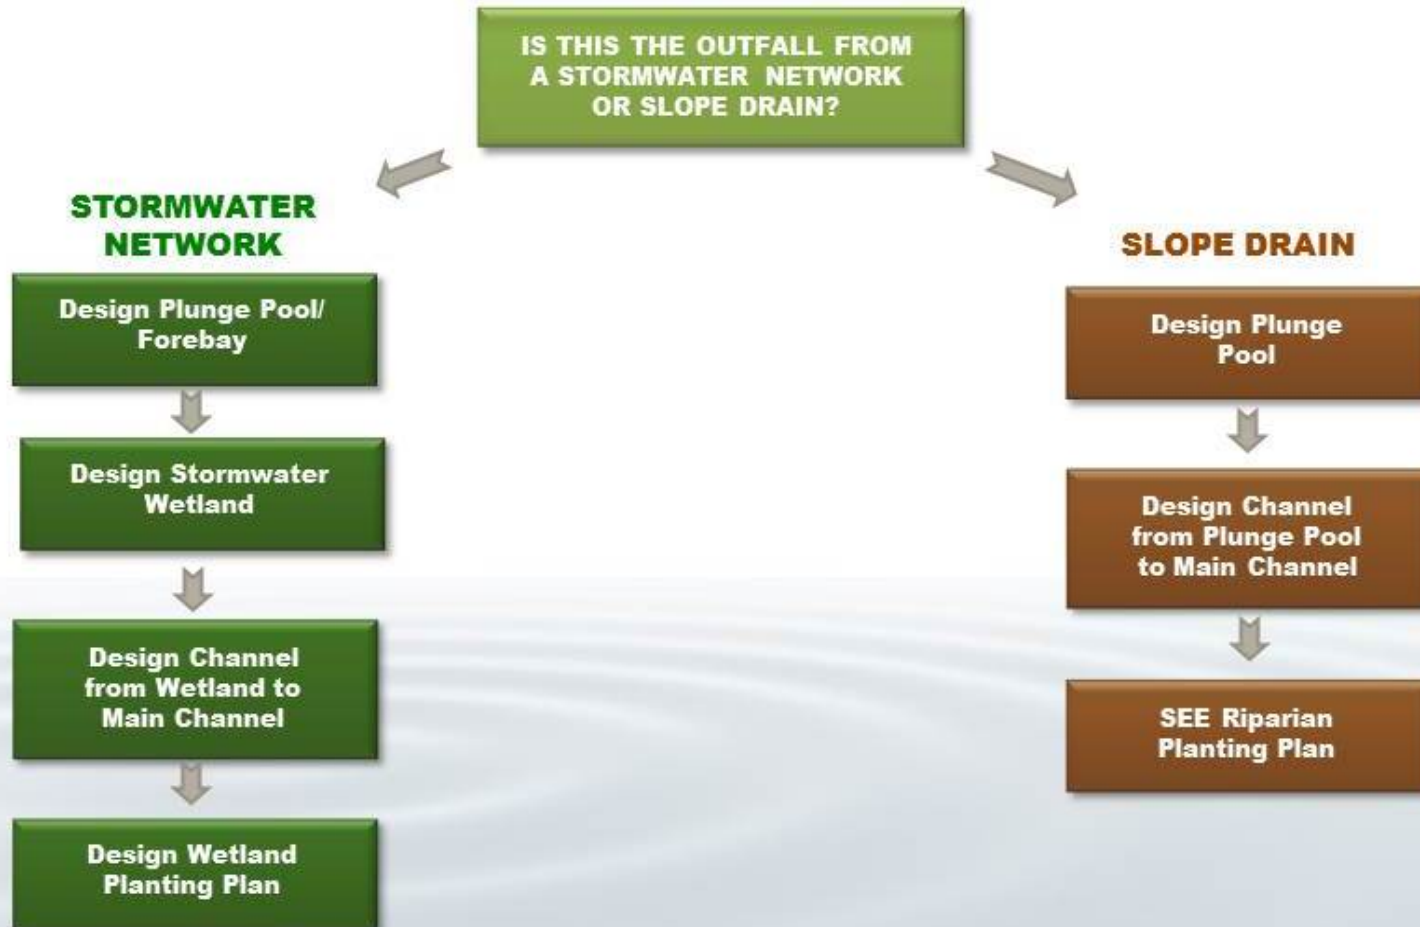 IS THIS THE OUTFALL FROM
A STORMWATER NETWORK
OR SLOPE DRAIN?
STORMWATER
NETWORK
Design Plunge Pool/
Forebay
Design Stormwater
Wetland
Design Channel
from Wetland to
Main Channel
Design Wetland
Planting Plan
SLOPE DRAIN
Design Plunge
Pool
Design Channel
from Plunge Pool
to Main Channel
SEE Riparian
Planting Plan